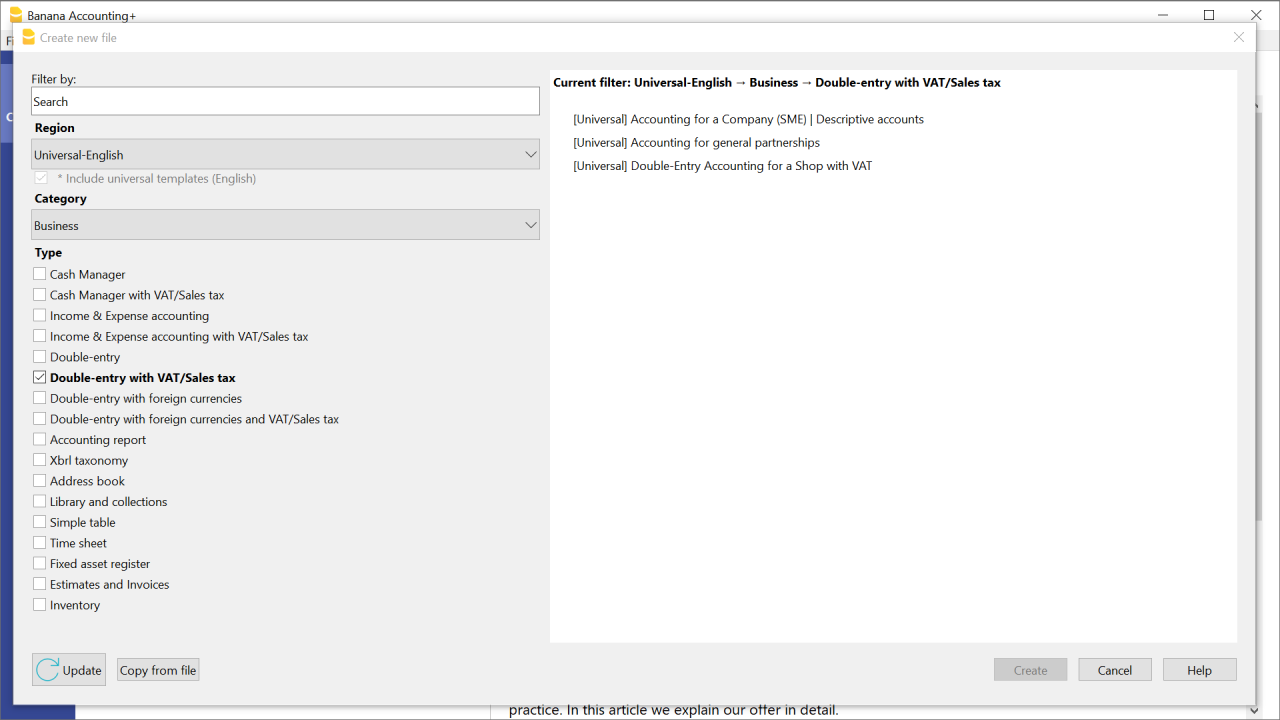 Banana Accounting+
Create new file
Filter by:
Search
Region
Universal-English
* Include universal templates (English)
Category
Business
Type
Cash Manager
Cash Manager with VAT/Sales tax
Income & Expense accounting
Income & Expense accounting with VAT/Sales tax
Double-entry
Double-entry with VAT/Sales tax
Double-entry with foreign currencies
Double-entry with foreign currencies and VAT/Sales tax
Accounting report
Xbrl taxonomy
Address book
Library and collections
Simple table
Time sheet
Fixed asset register
Estimates and Invoices
Inventory
Update
Copy from file
Current filter: Universal-English → Business → Double-entry with VAT/Sales tax
[Universal] Accounting for a Company (SME) | Descriptive accounts
[Universal] Accounting for general partnerships
[Universal] Double-Entry Accounting for a Shop with VAT
Create
Cancel
Help
practice. In this article we explain our offer in detail.